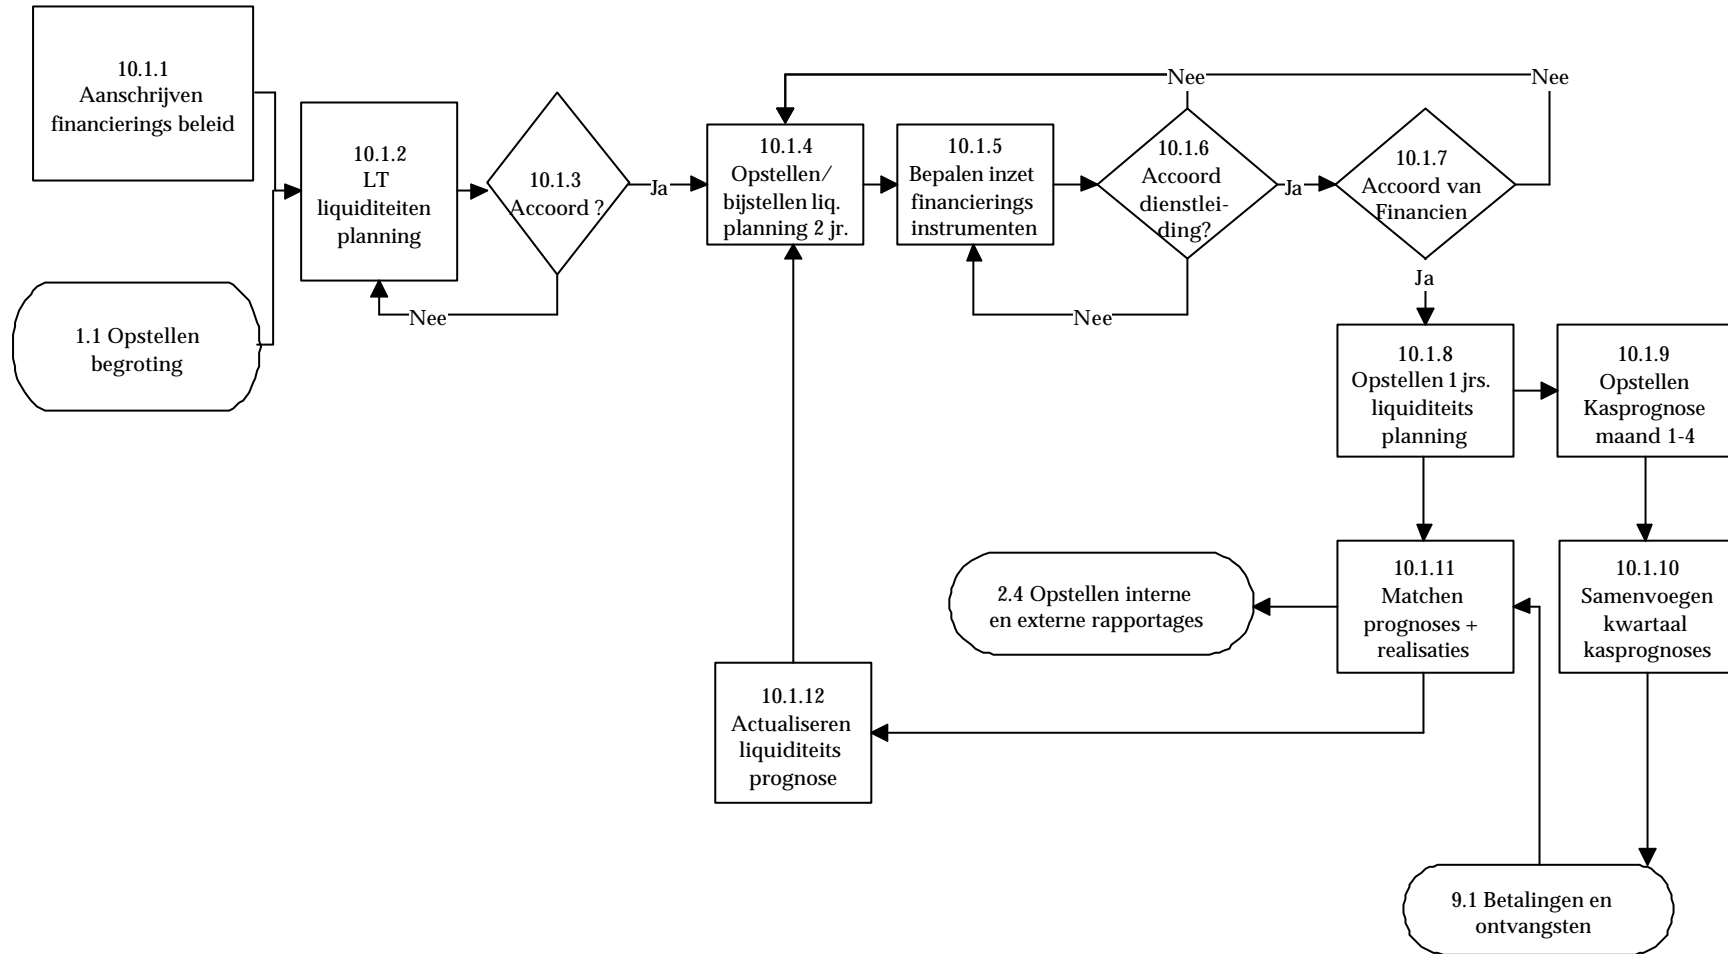 10.1.1
Aanschrijven
financierings beleid
1.1 Opstellen
begroting
10.1.2
LT
liquiditeiten
planning
10.1.3
Accoord ?
Nee
Ja
10.1.4
Opstellen/
bijstellen liq.
planning 2 jr.
10.1.5
Bepalen inzet
financierings
instrumenten
10.1.6
Accoord
dienstlei-
ding?
Nee
Nee
Ja
10.1.7
Accoord van
Financien
Nee
Ja
10.1.8
Opstellen 1 jrs.
liquiditeits
planning
10.1.9
Opstellen
Kasprognose
maand 1-4
10.1.10
Samenvoegen
kwartaal
kasprognoses
10.1.11
Matchen
prognoses +
realisaties
2.4 Opstellen interne
en externe rapportages
10.1.12
Actualiseren
liquiditeits
prognose
9.1 Betalingen en
ontvangsten